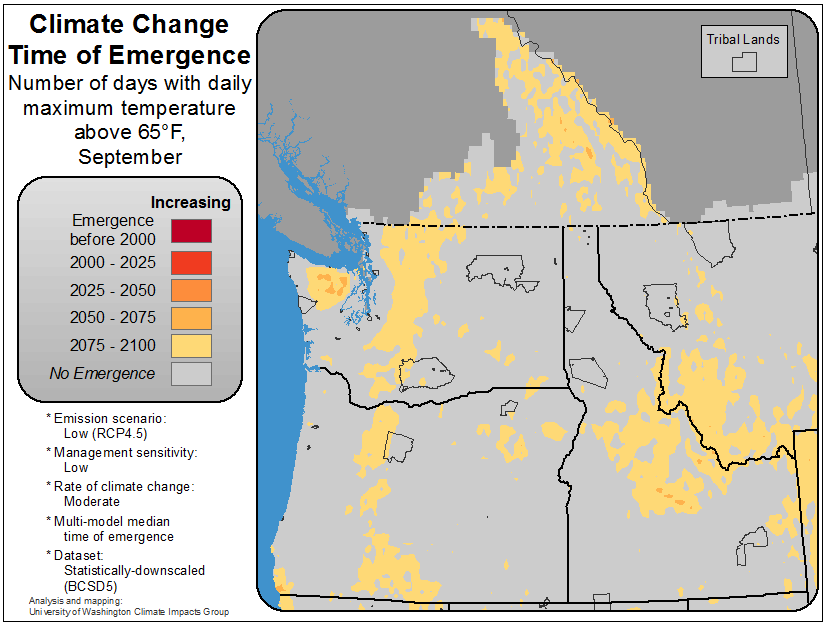 Climate Change
Time of Emergence
Number of days with daily
maximum temperature
above 65°F,
September
Increasing
Emergence
before 2000
2000 - 2025
2025 - 2050
2050 - 2075
2075 - 2100
No Emergence
* Emission scenario:
Low (RCP4.5)
* Management sensitivity:
Low
* Rate of climate change:
Moderate
* Multi-model median
time of emergence
* Dataset:
Statistically-downscaled
(BCSD5)
Analysis and mapping:
University of Washington Climate Impacts Group
Tribal Lands